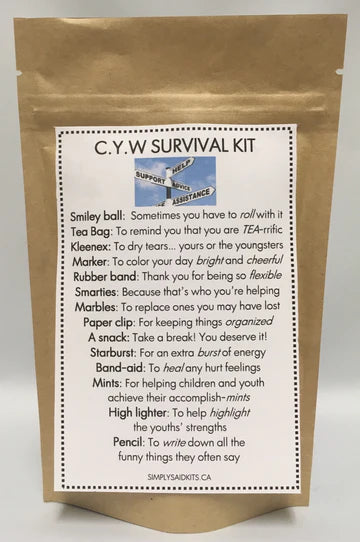 C.Y.W SURVIVAL KIT
HELP
SUPPORT
ADVICE
ASSISTANCE
Smiley ball: Sometimes you have to roll with it
Tea Bag: To remind you that you are TEA-rrific
Kleenex: To dry tears... yours or the youngsters
Marker: To color your day bright and cheerful
Rubber band: Thank you for being so flexible
Smarties: Because that's who you're helping
Marbles: To replace ones you may have lost
Paper clip: For keeping things organized
A snack: Take a break! You deserve it!
Starburst: For an extra burst of energy
Band-aid: To heal any hurt feelings
Mints: For helping children and youth
achieve their accomplish-mints
High lighter: To help highlight
the youths' strengths
Pencil: To write down all the
funny things they often say
SIMPLYSAIDKITS.CA